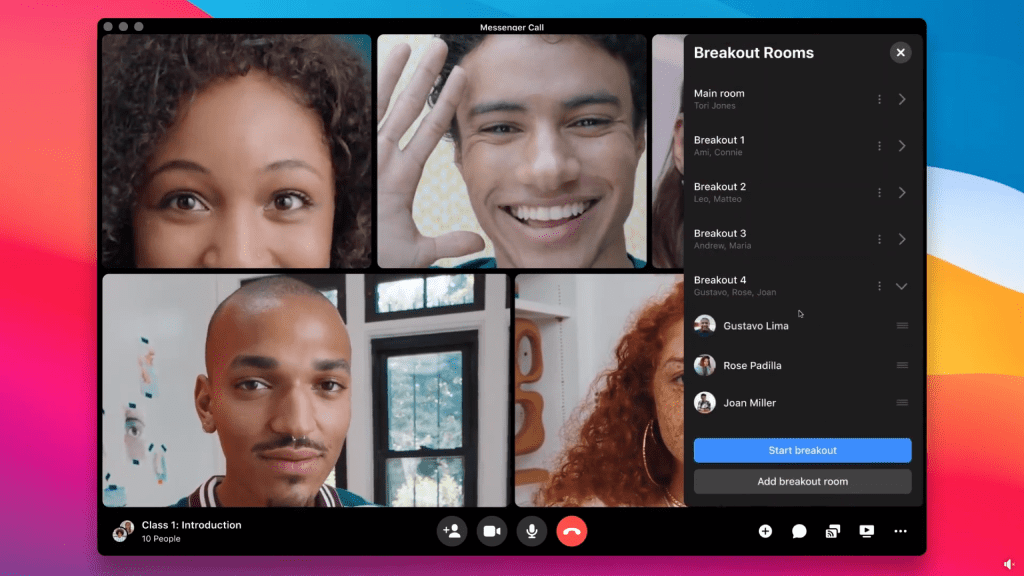 Messenger Call
Breakout Rooms
Main room
Tori Jones
Breakout 1
Ami, Connie
Breakout 2
Leo, Matteo
Breakout 3
Andrew, Maria
Breakout 4
Gustavo, Rose, Joan
Gustavo Lima
Rose Padilla
Joan Miller
Start breakout
Add breakout room
Class 1: Introduction
10 People